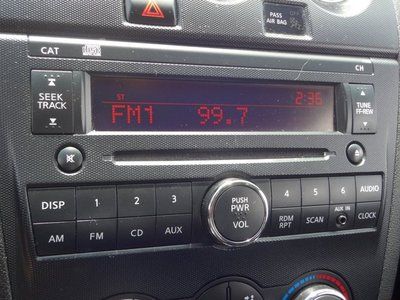 PASS
AIR BAG
CAT
CH
SEEK
TRACK
ST
2:36
FM1 99.7
TUNE
FF·REW
DISP 1 2 3
PUSH
PWR
VOL
4 5 6 AUDIO
AM FM CD AUX
RDM
RPT
SCAN
AUX IN
CLOCK